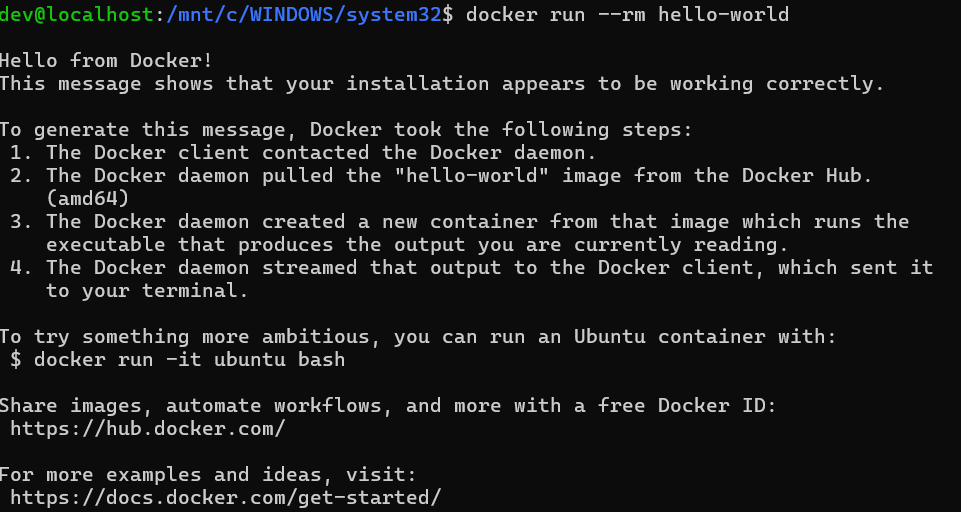 dev@localhost:/mnt/c/WINDOWS/system32$ docker run --rm hello-world
Hello from Docker!
This message shows that your installation appears to be working correctly.
To generate this message, Docker took the following steps:
1. The Docker client contacted the Docker daemon.
2. The Docker daemon pulled the "hello-world" image from the Docker Hub.
(amd64)
3. The Docker daemon created a new container from that image which runs the
executable that produces the output you are currently reading.
4. The Docker daemon streamed that output to the Docker client, which sent it
to your terminal.
To try something more ambitious, you can run an Ubuntu container with:
$ docker run -it ubuntu bash
Share images, automate workflows, and more with a free Docker ID:
https://hub.docker.com/
For more examples and ideas, visit:
https://docs.docker.com/get-started/